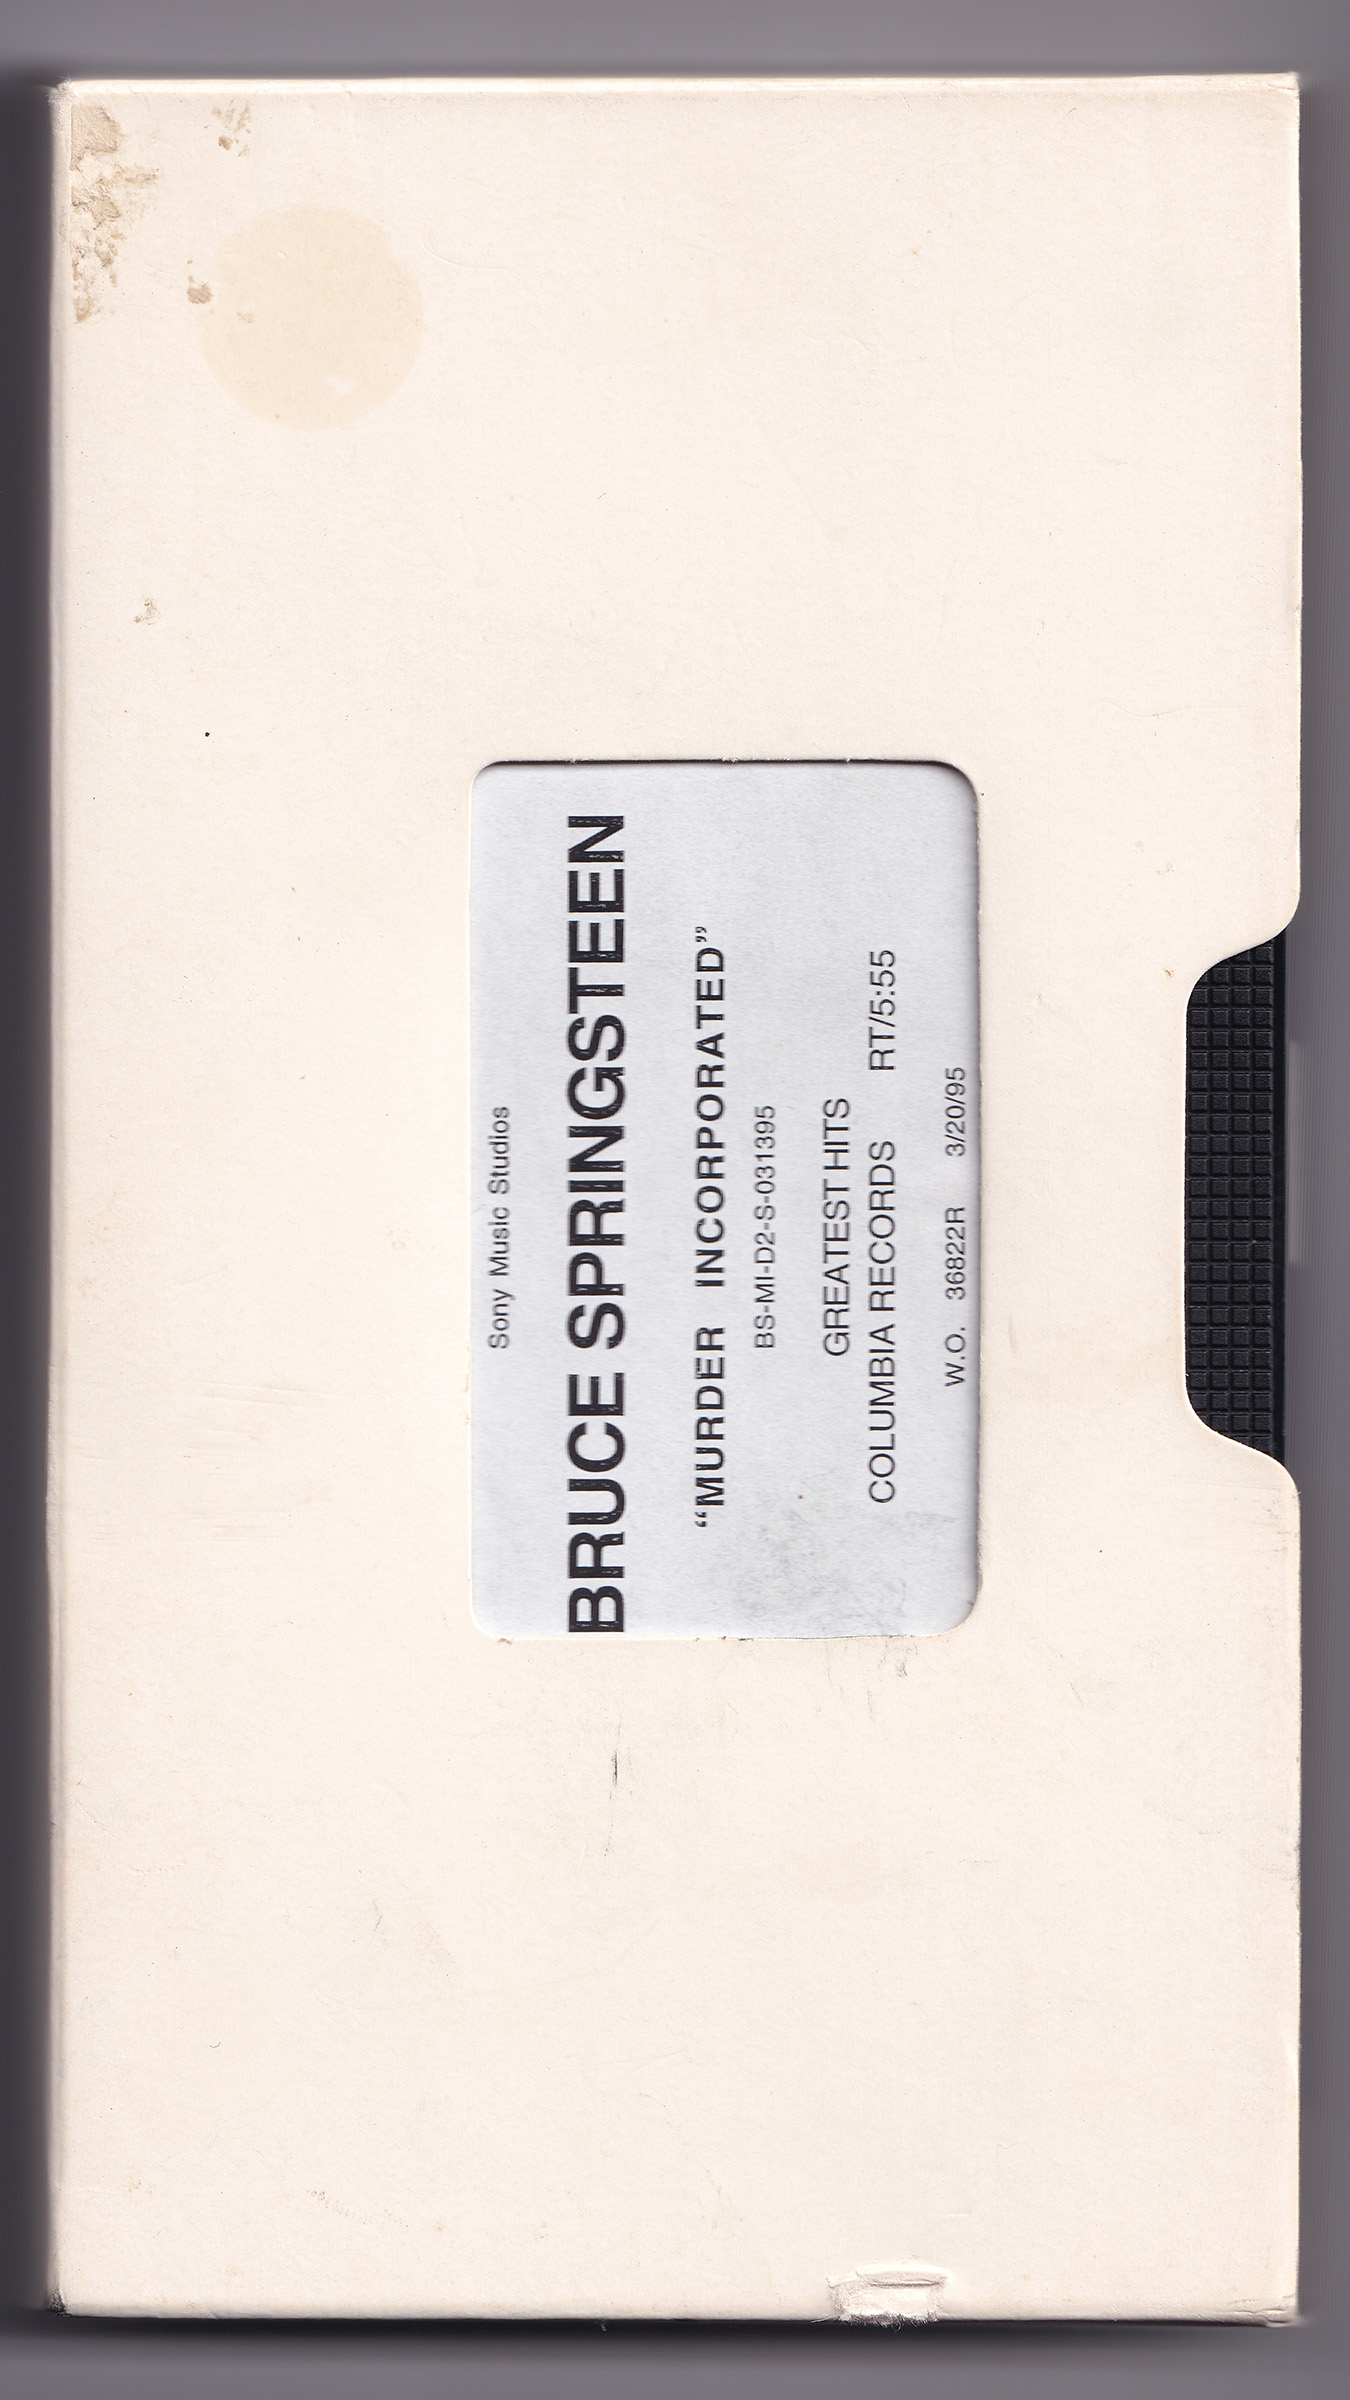 Sony Music Studios
BRUCE SPRINGSTEEN
“MURDER INCORPORATED”
BS-MI-D2-S-031395
GREATEST HITS
COLUMBIA RECORDS RT/5:55
W.O. 36822R 3/20/95